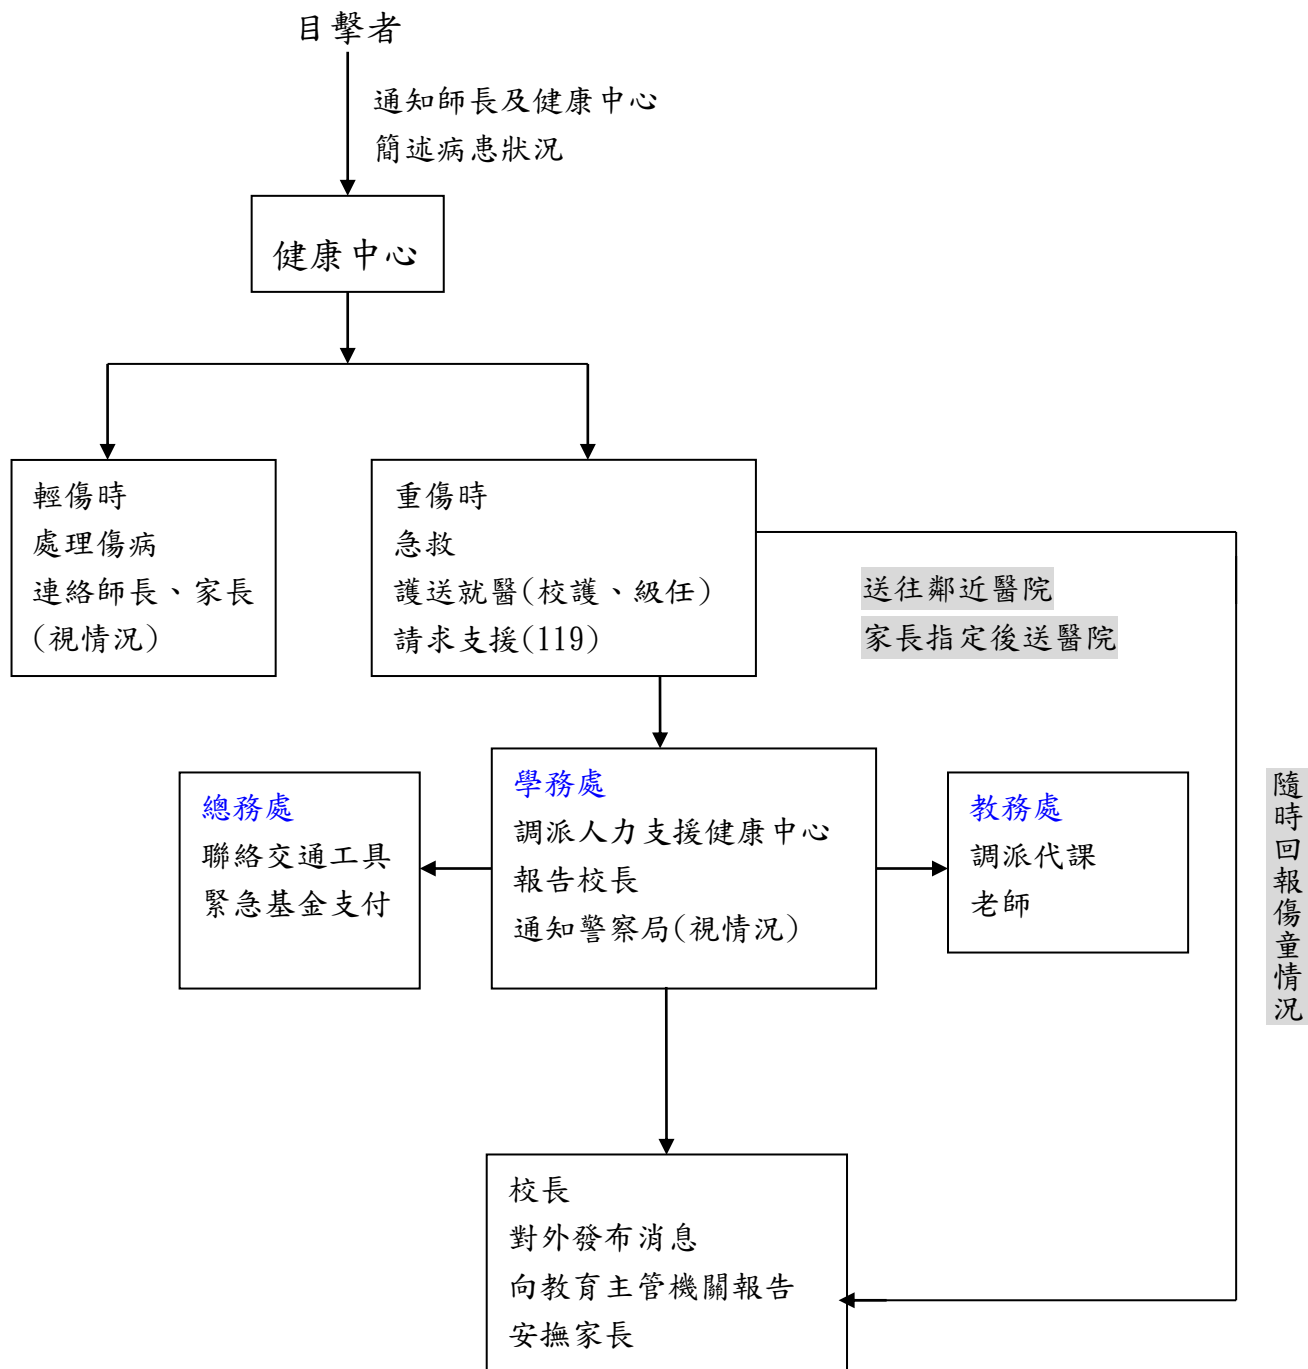 目擊者
通知師長及健康中心
簡述病患狀況
健康中心
輕傷時
處理傷病
連絡師長、家長
(視情況)
重傷時
急救
護送就醫(校護、級任)
請求支援(119)
送往鄰近醫院
家長指定後送醫院
總務處
聯絡交通工具
緊急基金支付
學務處
調派人力支援健康中心
報告校長
通知警察局(視情況)
教務處
調派代課
老師
隨時回報傷童情況
校長
對外發布消息
向教育主管機關報告
安撫家長